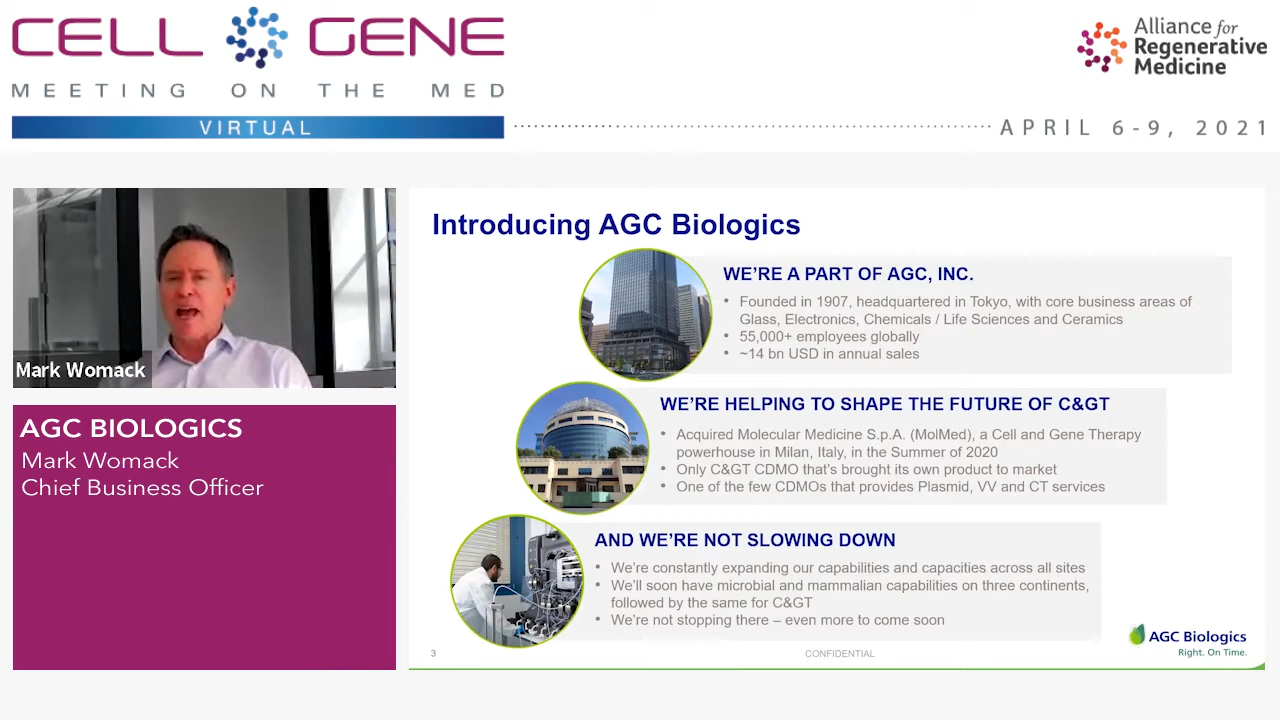 CELL GENE
MEETING ON THE MED
VIRTUAL
Alliance for
Regenerative
Medicine
APRIL 6-9, 2021
Mark Womack
AGC BIOLOGICS
Mark Womack
Chief Business Officer
Introducing AGC Biologics
WE'RE A PART OF AGC, INC.
• Founded in 1907, headquartered in Tokyo, with core business areas of
Glass, Electronics, Chemicals / Life Sciences and Ceramics
• 55,000+ employees globally
• ~14 bn USD in annual sales
WE'RE HELPING TO SHAPE THE FUTURE OF C&GT
• Acquired Molecular Medicine S.p.A. (MolMed), a Cell and Gene Therapy
powerhouse in Milan, Italy, in the Summer of 2020
• Only C&GT CDMO that's brought its own product to market
• One of the few CDMOs that provides Plasmid, VV and CT services
AND WE'RE NOT SLOWING DOWN
• We're constantly expanding our capabilities and capacities across all sites
• We'll soon have microbial and mammalian capabilities on three continents,
followed by the same for C&GT
• We're not stopping there – even more to come soon
3
CONFIDENTIAL
AGC Biologics
Right. On Time.